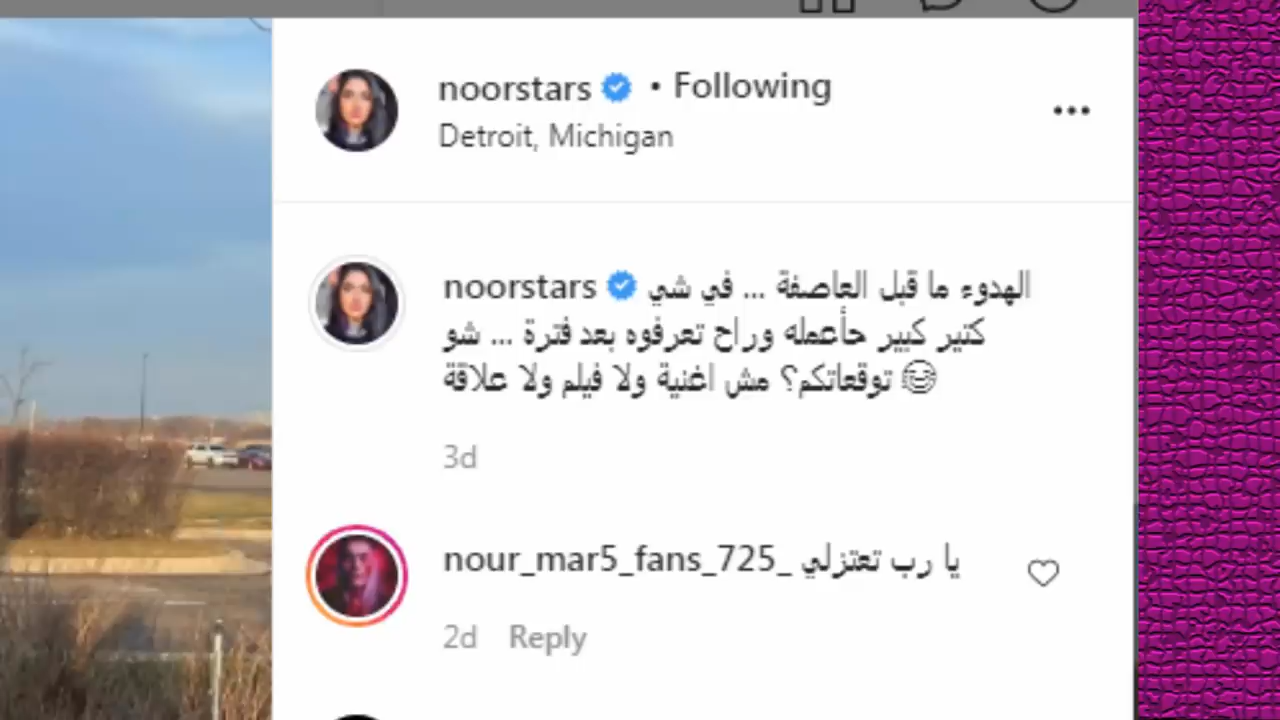 noorstars • Following
Detroit, Michigan
noorstars الهدوء ما قبل العاصفة ... في شي
كتير كبير حأعمله وراح تعرفوه بعد فترة ... شو
توقعاتكم؟ مش اغنية ولا فيلم ولا علاقة 😂
3d
nour_mar5_fans_725_ يا رب تعتزلي
2d Reply